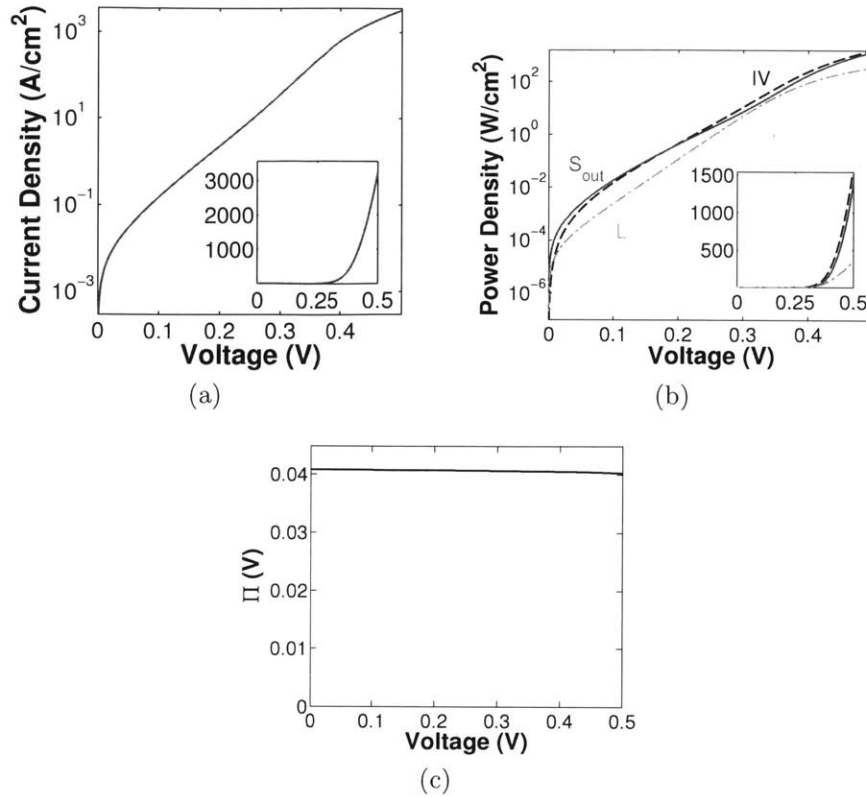 Current Density (A/cm²)
10³
10¹
10⁻¹
10⁻³
3000
2000
1000
0 0.25 0.5
0 0.1 0.2 0.3 0.4
Voltage (V)
(a)
Power Density (W/cm²)
10²
10⁰
10⁻²
10⁻⁴
10⁻⁶
IV
S_out
L
1500
1000
500
0 0.25 0.5
0 0.1 0.2 0.3 0.4
Voltage (V)
(b)
Π (V)
0.04
0.03
0.02
0.01
0
0 0.1 0.2 0.3 0.4 0.5
Voltage (V)
(c)